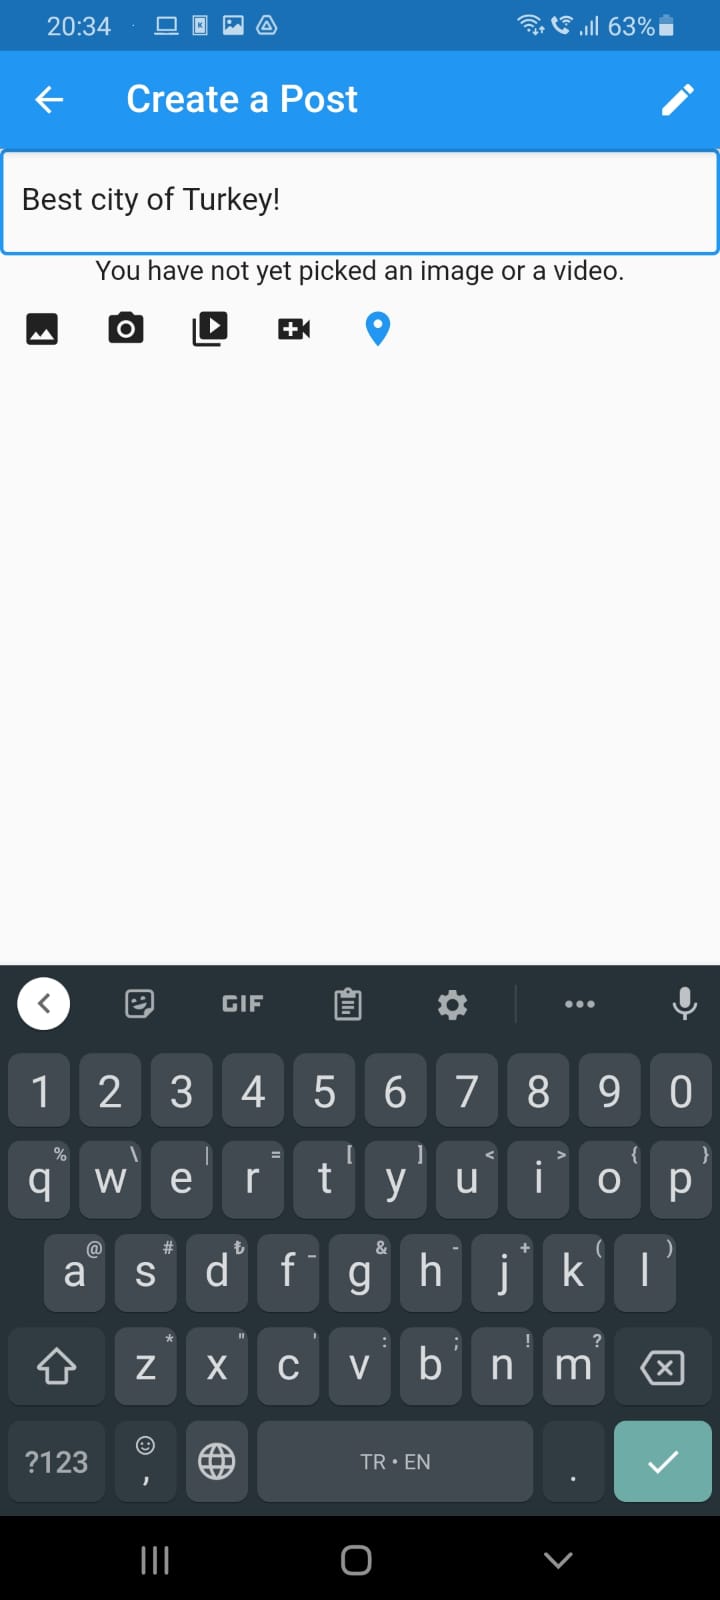 20:34 63%
Create a Post
Best city of Turkey!
You have not yet picked an image or a video.
GIF
1 2 3 4 5 6 7 8 9 0
q % w \ e | r = t [ y ] u < i > o { p }
a @ s # d ₺ f _ g & h - j + k ( l )
z * x " c ' v : b ; n ! m ?
?123 , TR • EN .